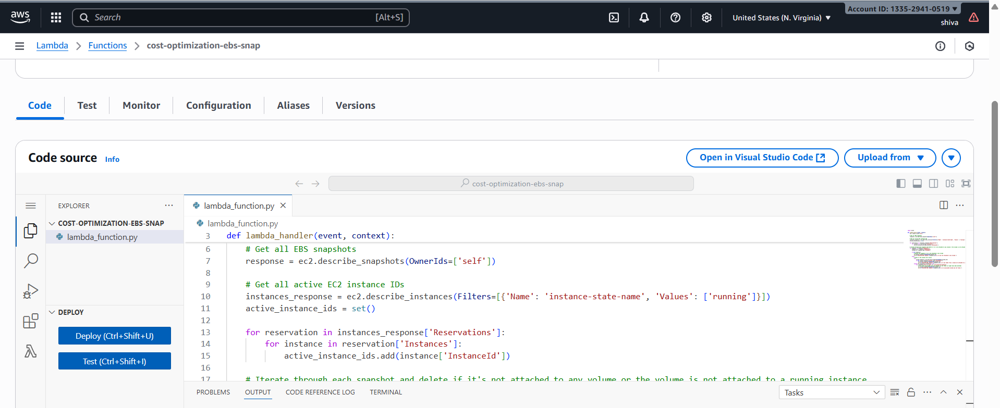 aws
Search [Alt+S]
United States (N. Virginia) ▼
Account ID: 1335-2941-0519 ▼
shiva
Lambda > Functions > cost-optimization-ebs-snap
Code Test Monitor Configuration Aliases Versions
Code source Info
Open in Visual Studio Code
Upload from ▼
cost-optimization-ebs-snap
EXPLORER
COST-OPTIMIZATION-EBS-SNAP
lambda_function.py
DEPLOY
Deploy (Ctrl+Shift+U)
Test (Ctrl+Shift+I)
lambda_function.py
lambda_function.py
3 def lambda_handler(event, context):
6 # Get all EBS snapshots
7 response = ec2.describe_snapshots(OwnerIds=['self'])
8
9 # Get all active EC2 instance IDs
10 instances_response = ec2.describe_instances(Filters=[{'Name': 'instance-state-name', 'Values': ['running']}])
11 active_instance_ids = set()
12
13 for reservation in instances_response['Reservations']:
14 for instance in reservation['Instances']:
15 active_instance_ids.add(instance['InstanceId'])
16
17 # Iterate through each snapshot and delete if it's not attached to any volume or the volume is not attached to a running instance
PROBLEMS OUTPUT CODE REFERENCE LOG TERMINAL
Tasks